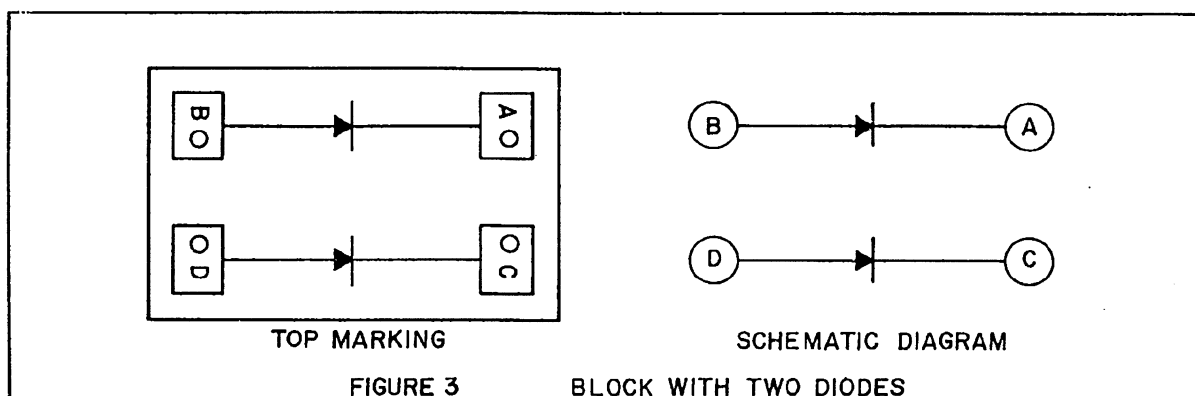 B A
B A
D C
D C
TOP MARKING SCHEMATIC DIAGRAM
FIGURE 3 BLOCK WITH TWO DIODES